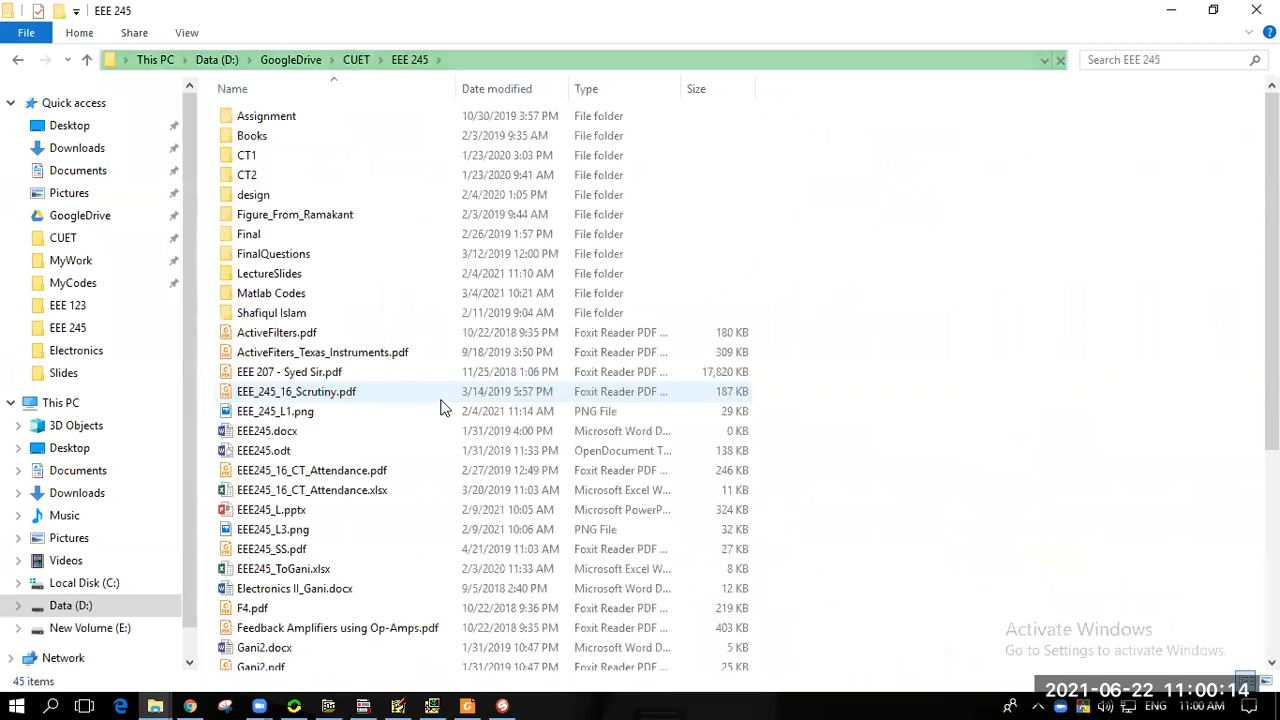 EEE 245
File Home Share View
This PC Data (D:) GoogleDrive CUET EEE 245 Search EEE 245
Name Date modified Type Size
Quick access
Desktop
Downloads
Documents
Pictures
GoogleDrive
CUET
MyWork
MyCodes
EEE 123
EEE 245
Electronics
Slides
This PC
3D Objects
Desktop
Documents
Downloads
Music
Pictures
Videos
Local Disk (C:)
Data (D:)
New Volume (E:)
Network
Assignment 10/30/2019 3:57 PM File folder
Books 2/3/2019 9:35 AM File folder
CT1 1/23/2020 3:03 PM File folder
CT2 1/23/2020 9:41 AM File folder
design 2/4/2020 1:05 PM File folder
Figure_From_Ramakant 2/3/2019 9:44 AM File folder
Final 2/26/2019 1:57 PM File folder
FinalQuestions 3/12/2019 12:00 PM File folder
LectureSlides 2/4/2021 11:10 AM File folder
Matlab Codes 3/4/2021 10:21 AM File folder
Shafiqul Islam 2/11/2019 9:04 AM File folder
ActiveFilters.pdf 10/22/2018 9:35 PM Foxit Reader PDF ... 180 KB
ActiveFiters_Texas_Instruments.pdf 9/18/2019 3:50 PM Foxit Reader PDF ... 309 KB
EEE 207 - Syed Sir.pdf 11/25/2018 1:06 PM Foxit Reader PDF ... 17,820 KB
EEE_245_16_Scrutiny.pdf 3/14/2019 5:57 PM Foxit Reader PDF ... 187 KB
EEE_245_L1.png 2/4/2021 11:14 AM PNG File 29 KB
EEE245.docx 1/31/2019 4:00 PM Microsoft Word D... 0 KB
EEE245.odt 1/31/2019 11:33 PM OpenDocument T... 138 KB
EEE245_16_CT_Attendance.pdf 2/27/2019 12:49 PM Foxit Reader PDF ... 246 KB
EEE245_16_CT_Attendance.xlsx 3/20/2019 11:03 AM Microsoft Excel W... 11 KB
EEE245_L.pptx 2/9/2021 10:05 AM Microsoft PowerP... 324 KB
EEE245_L3.png 2/9/2021 10:06 AM PNG File 32 KB
EEE245_SS.pdf 4/21/2019 11:03 AM Foxit Reader PDF ... 27 KB
EEE245_ToGani.xlsx 2/3/2020 11:33 AM Microsoft Excel W... 8 KB
Electronics II_Gani.docx 9/5/2018 2:40 PM Microsoft Word D... 12 KB
F4.pdf 10/22/2018 9:36 PM Foxit Reader PDF ... 219 KB
Feedback Amplifiers using Op-Amps.pdf 10/22/2018 9:35 PM Foxit Reader PDF ... 403 KB
Gani2.docx 1/31/2019 10:47 PM Microsoft Word D... 5 KB
Gani2.pdf 1/31/2019 10:47 PM Foxit Reader PDF ... 25 KB
Activate Windows
Go to Settings to activate Windows.
45 items
2021-06-22 11:00:14
ENG 11:00 AM